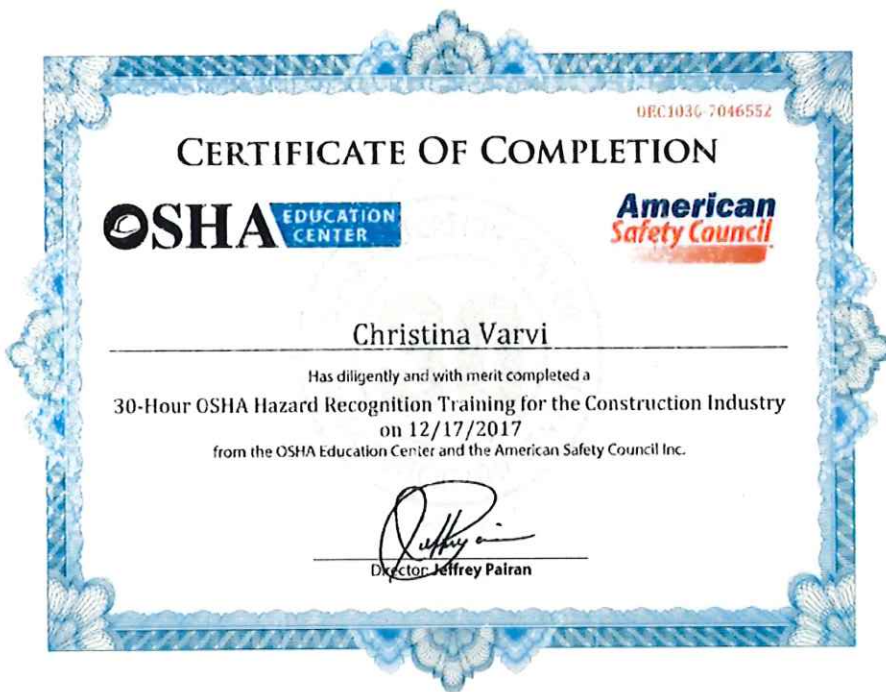 OEC1036-7046552
CERTIFICATE OF COMPLETION
OSHA EDUCATION CENTER
American Safety Council
Christina Varvi
Has diligently and with merit completed a
30-Hour OSHA Hazard Recognition Training for the Construction Industry
on 12/17/2017
from the OSHA Education Center and the American Safety Council Inc.
Director: Jeffrey Pairan